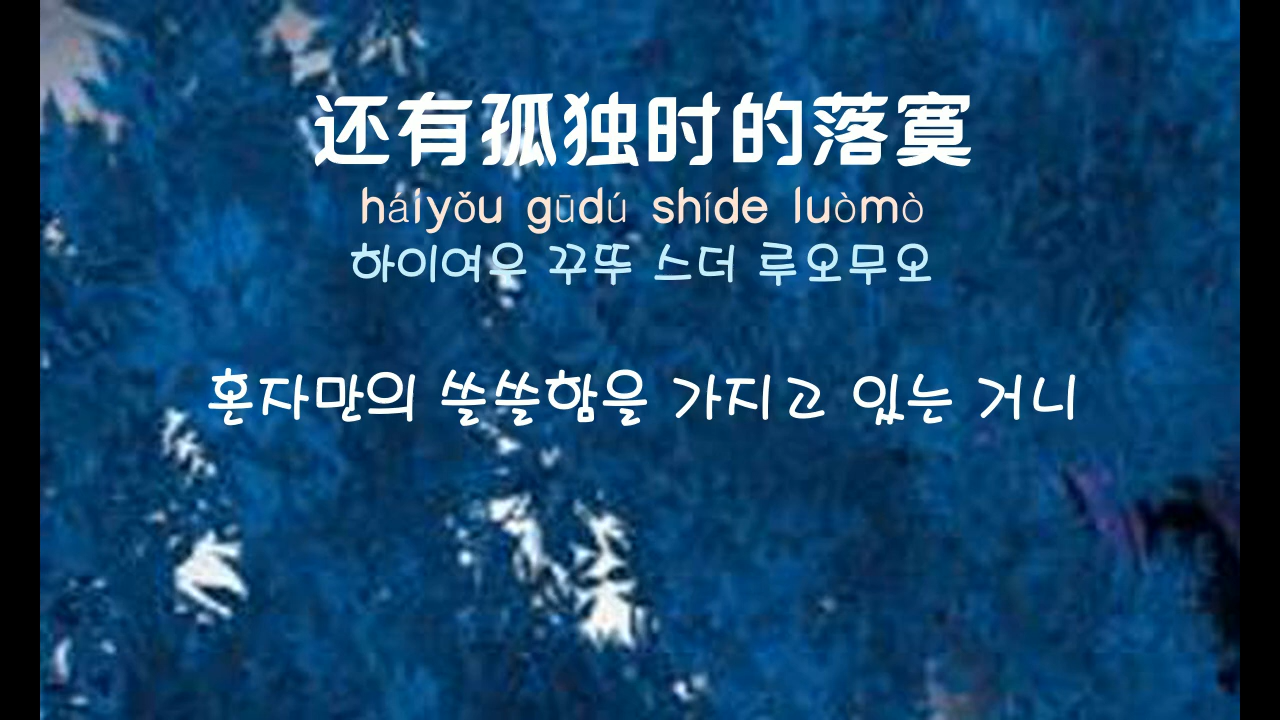 还有孤独时的落寞
háiyǒu gūdú shíde luòmò
하이여우 꾸뚜 스더 루오무오
혼자만의 쓸쓸함을 가지고 있는 거니